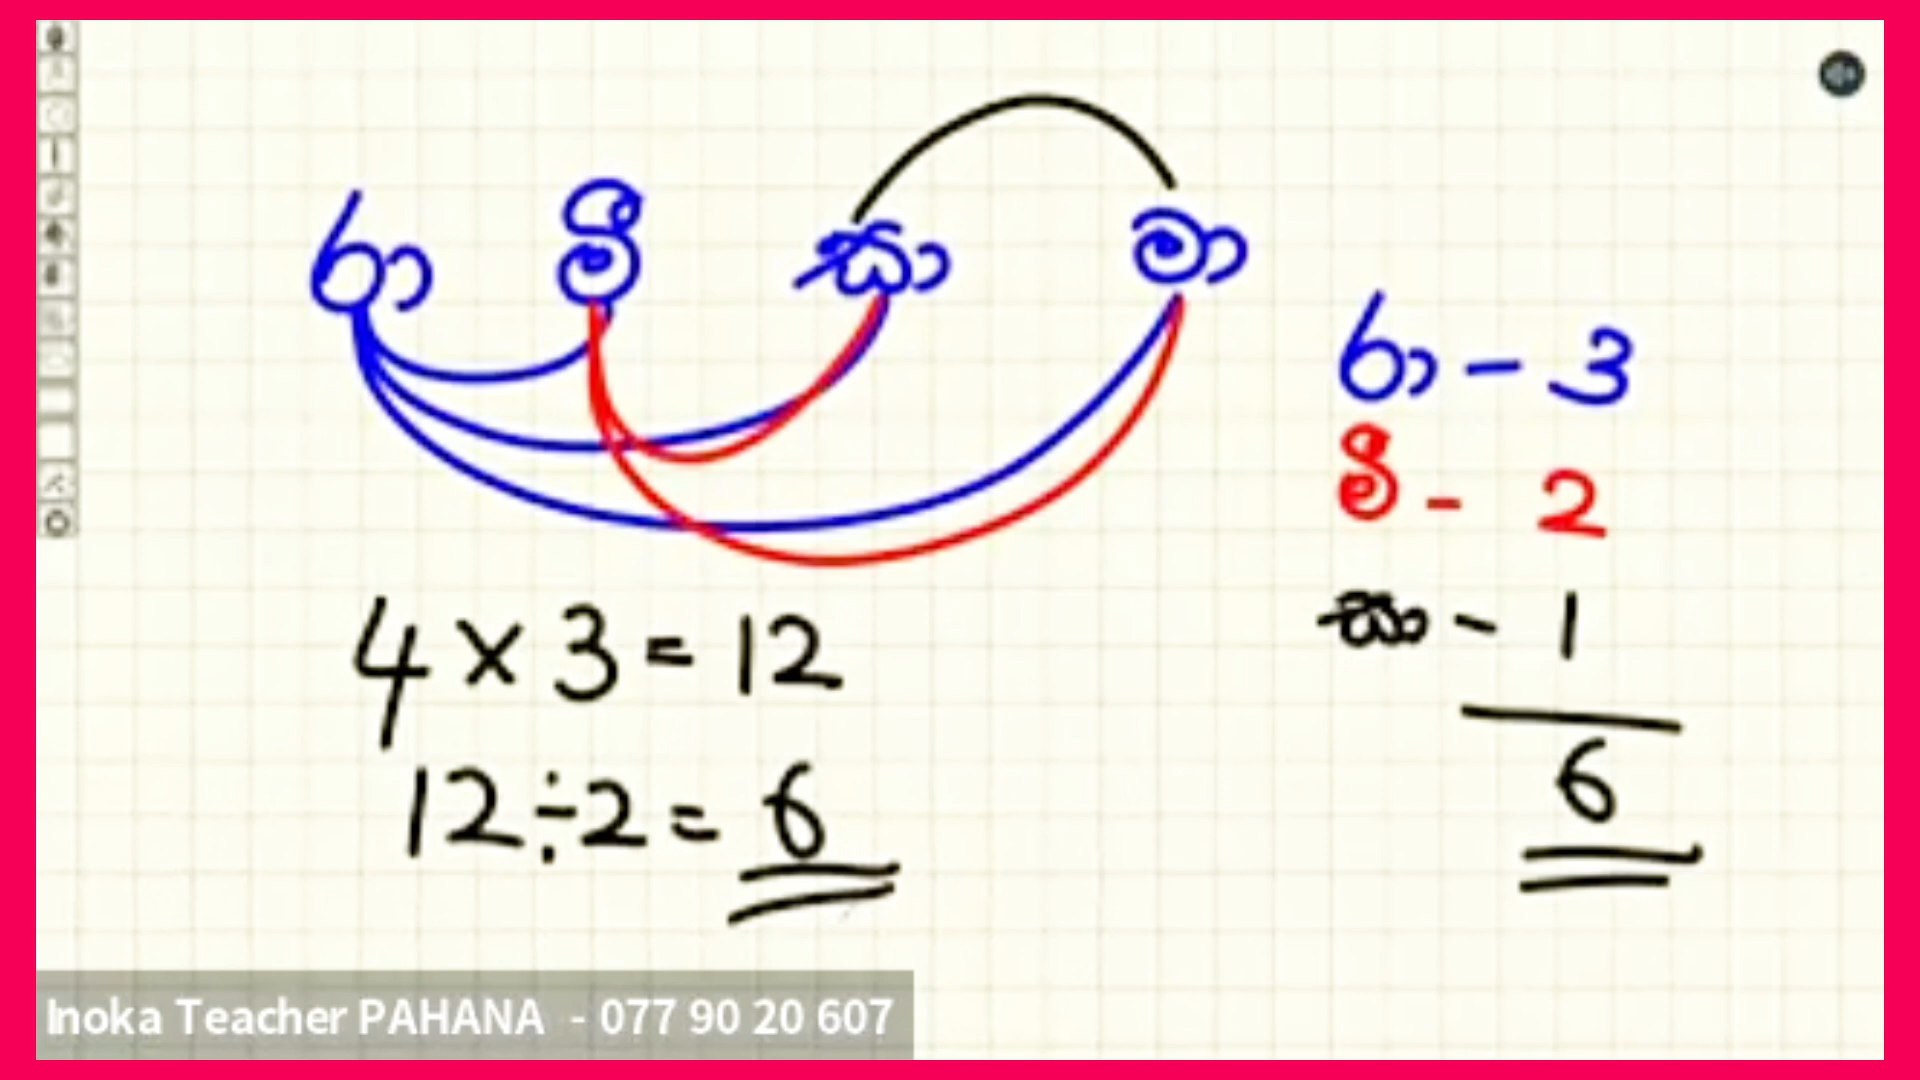 රා මී සා මා
රා - 3
මී - 2
සා - 1
6
4 × 3 = 12
12 ÷ 2 = 6
Inoka Teacher PAHANA - 077 90 20 607